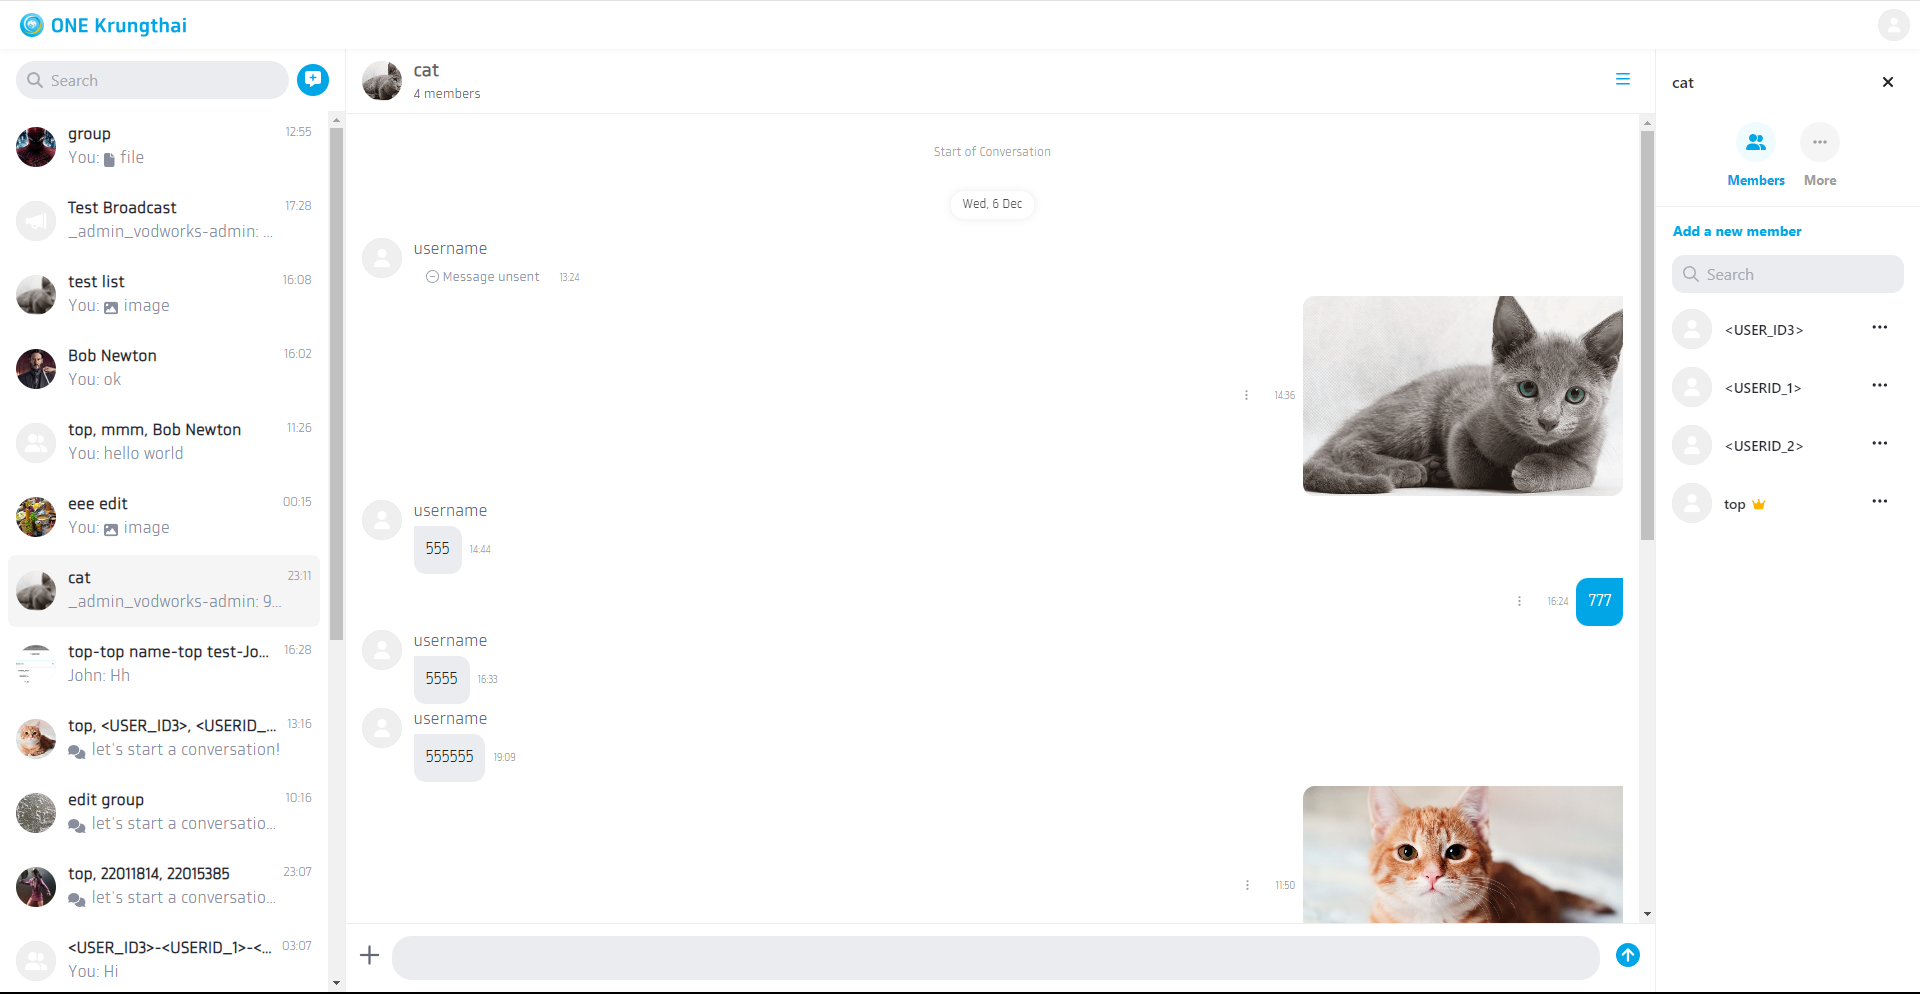 ONE Krungthai
Search
group 12:55
You: file
Test Broadcast 17:28
_admin_vodworks-admin: ...
test list 16:08
You: image
Bob Newton 16:02
You: ok
top, mmm, Bob Newton 11:26
You: hello world
eee edit 00:15
You: image
cat 23:11
_admin_vodworks-admin: 9...
top-top name-top test-Jo... 16:28
John: Hh
top, <USER_ID3>, <USERID_... 13:16
let's start a conversation!
edit group 10:16
let's start a conversatio...
top, 22011814, 22015385 23:07
let's start a conversatio...
<USER_ID3>-<USERID_1>-<... 03:07
You: Hi
cat
4 members
Start of Conversation
Wed, 6 Dec
username
Message unsent 13:24
14:36
username
555 14:44
16:24 777
username
5555 16:33
username
555555 19:09
11:50
cat
Members More
Add a new member
Search
<USER_ID3>
<USERID_1>
<USERID_2>
top